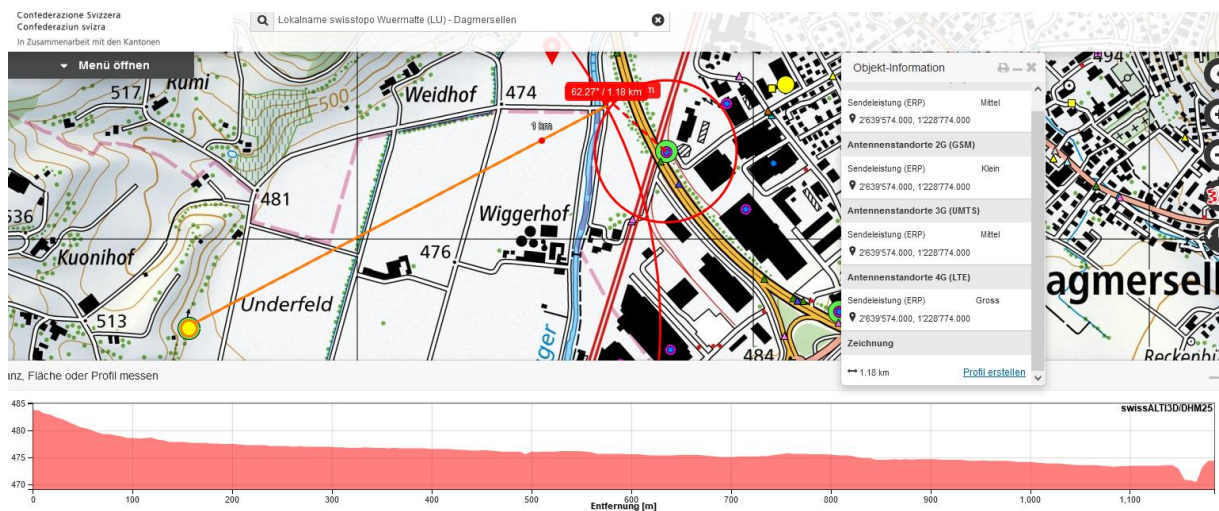 Confederazione Svizzera
Confederaziun svizra
In Zusammenarbeit mit den Kantonen
Lokalname swisstopo Wuermatte (LU) - Dagmersellen
Menü öffnen
Rumi
517
500
Weidhof
474
62.27° / 1.18 km
1 km
481
Wiggerhof
476
Kuonihof
Underfeld
513
484
494
agmersell
Objekt-Information
Sendeleistung (ERP) Mittel
2'639'574.000, 1'228'774.000
Antennenstandorte 2G (GSM)
Sendeleistung (ERP) Klein
2'639'574.000, 1'228'774.000
Antennenstandorte 3G (UMTS)
Sendeleistung (ERP) Mittel
2'639'574.000, 1'228'774.000
Antennenstandorte 4G (LTE)
Sendeleistung (ERP) Gross
2'639'574.000, 1'228'774.000
Zeichnung
1.18 km Profil erstellen
anz, Fläche oder Profil messen
swissALTI3D/DHM25
485
480
475
470
0 100 200 300 400 500 600 700 800 900 1,000 1,100
Entfernung [m]